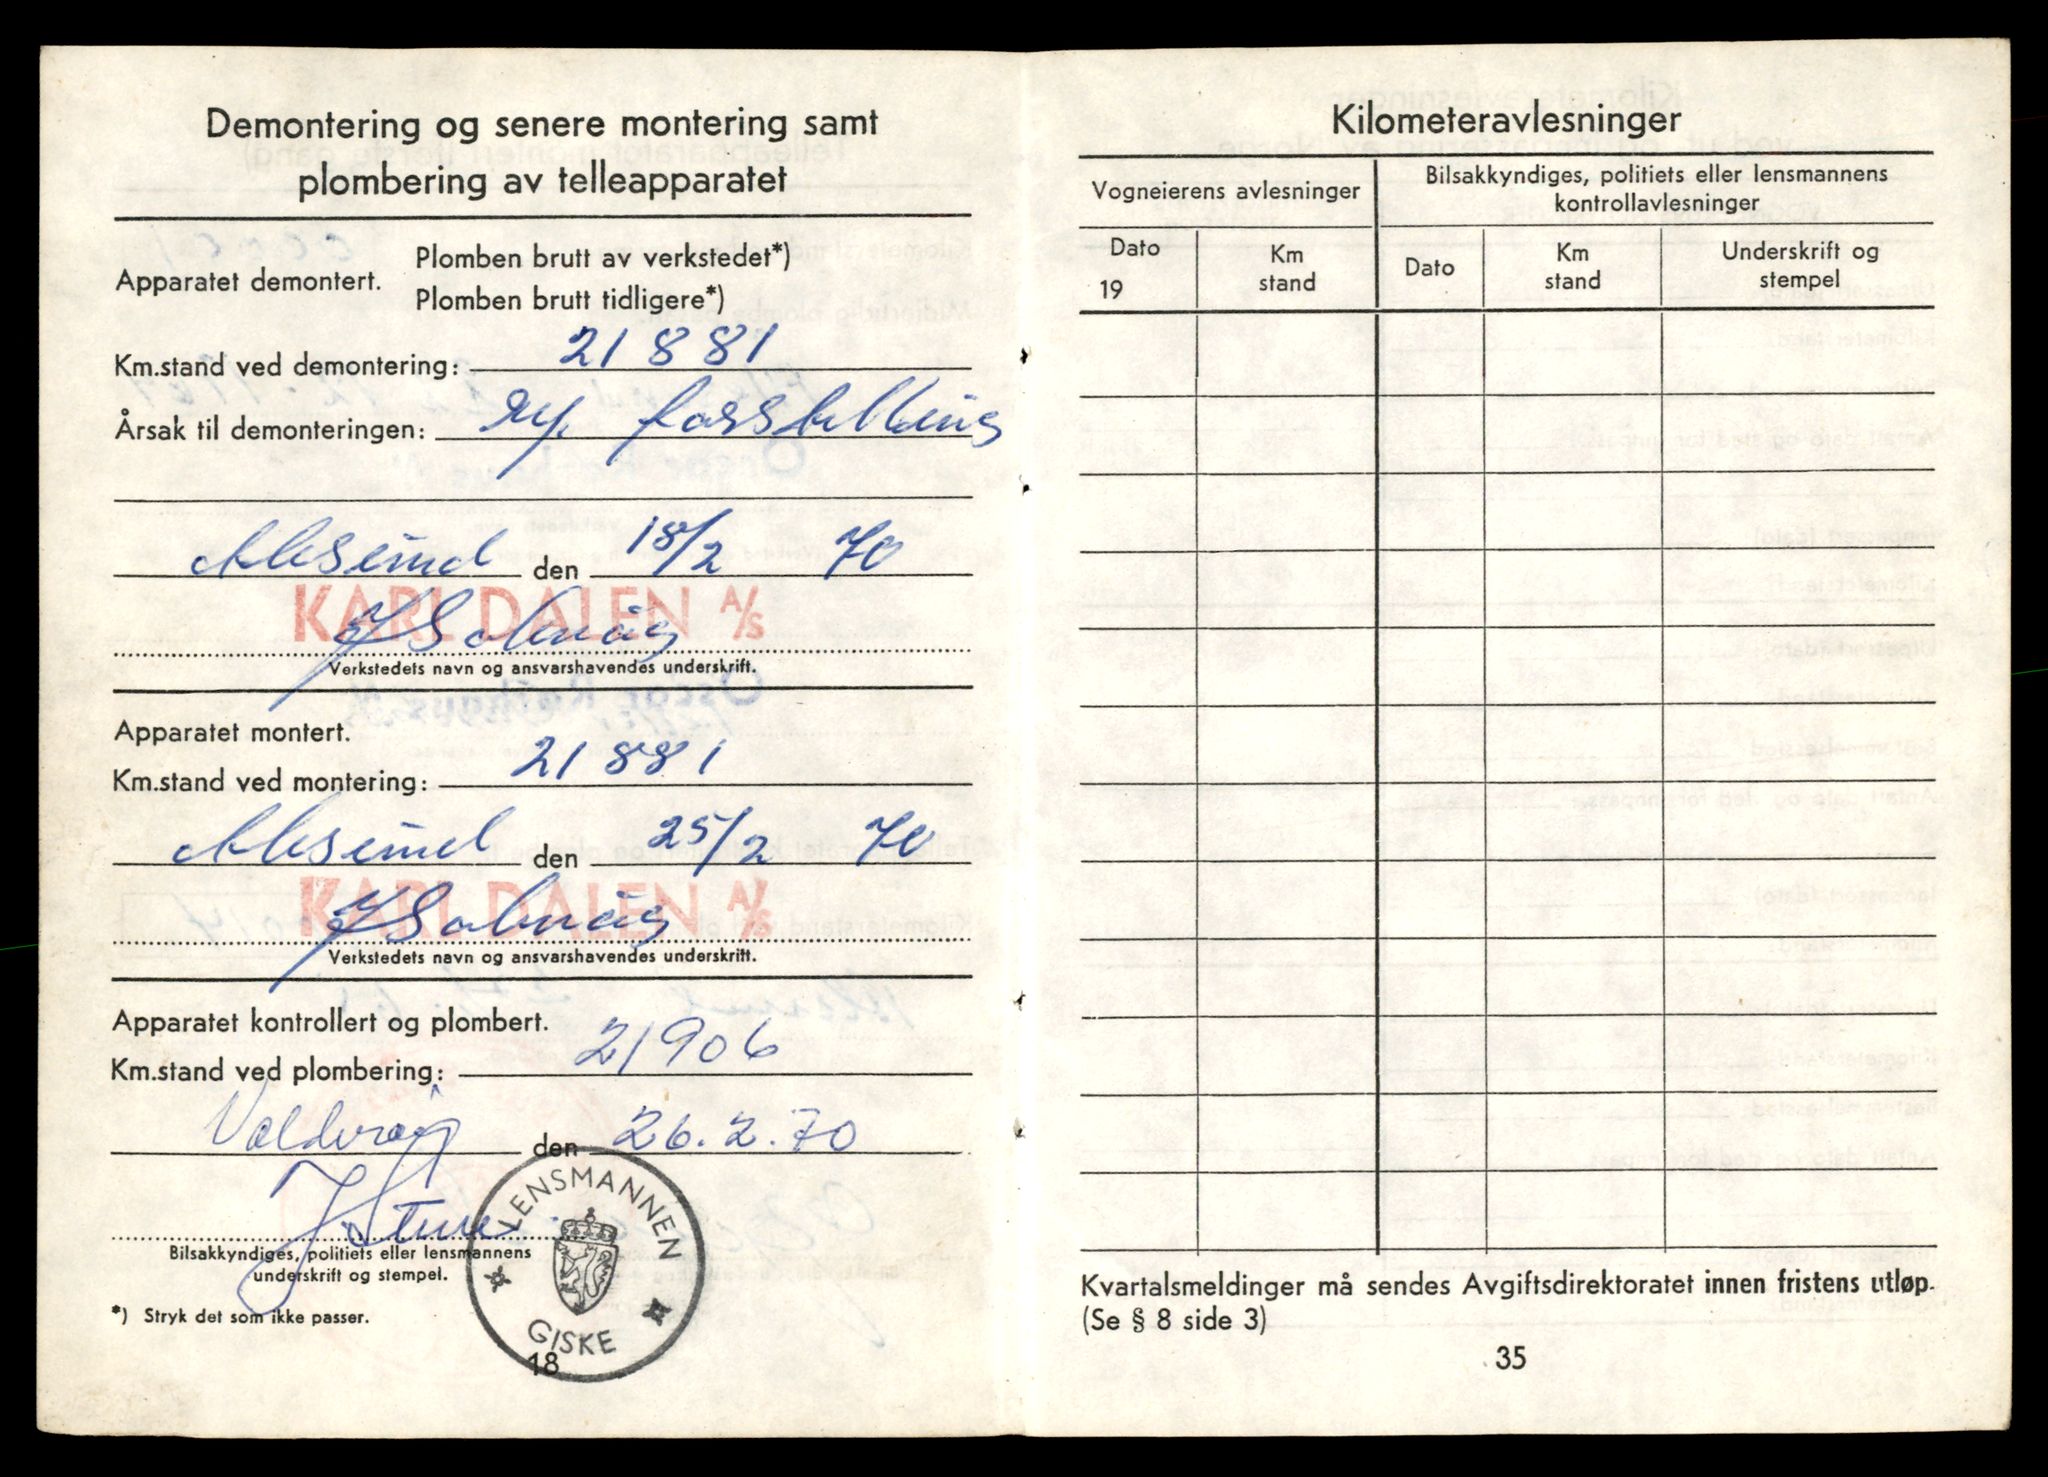 Demontering og senere montering samt
plombering av telleapparatet
Apparatet demontert.
Plomben brutt av verkstedet*)
Plomben brutt tidligere*)
Km.stand ved demontering: 21881
Årsak til demonteringen: rep. forstilling
Ålesund den 18/2 70
KARL DALEN A/S
Verkstedets navn og ansvarshavendes underskrift.
Apparatet montert.
Km.stand ved montering: 21881
Ålesund den 25/2 70
KARL DALEN A/S
Verkstedets navn og ansvarshavendes underskrift.
Apparatet kontrollert og plombert.
Km.stand ved plombering: 21906
Valderøy den 26.2.70
LENSMANNEN
GISKE
Bilsakkyndiges, politiets eller lensmannens
underskrift og stempel.
*) Stryk det som ikke passer.
18
Kilometeravlesninger
Vogneierens avlesninger
Bilsakkyndiges, politiets eller lensmannens
kontrollavlesninger
Dato
19
Km
stand
Dato
Km
stand
Underskrift og
stempel
Kvartalsmeldinger må sendes Avgiftsdirektoratet innen fristens utløp.
(Se § 8 side 3)
35